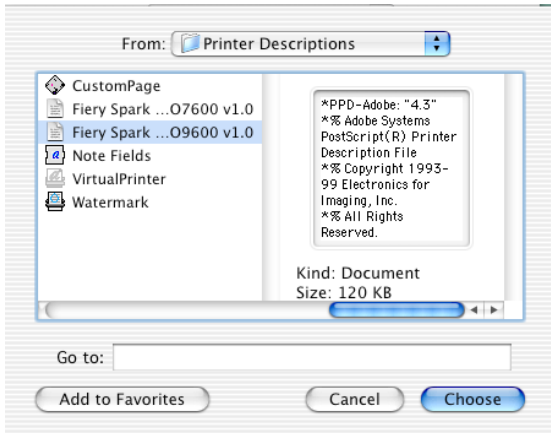 From: Printer Descriptions
CustomPage
Fiery Spark ...O7600 v1.0
Fiery Spark ...O9600 v1.0
Note Fields
VirtualPrinter
Watermark
*PPD-Adobe: "4.3"
*% Adobe Systems
PostScript(R) Printer
Description File
*% Copyright 1993-
99 Electronics for
Imaging, Inc.
*% All Rights
Reserved.
Kind: Document
Size: 120 KB
Go to:
Add to Favorites Cancel Choose